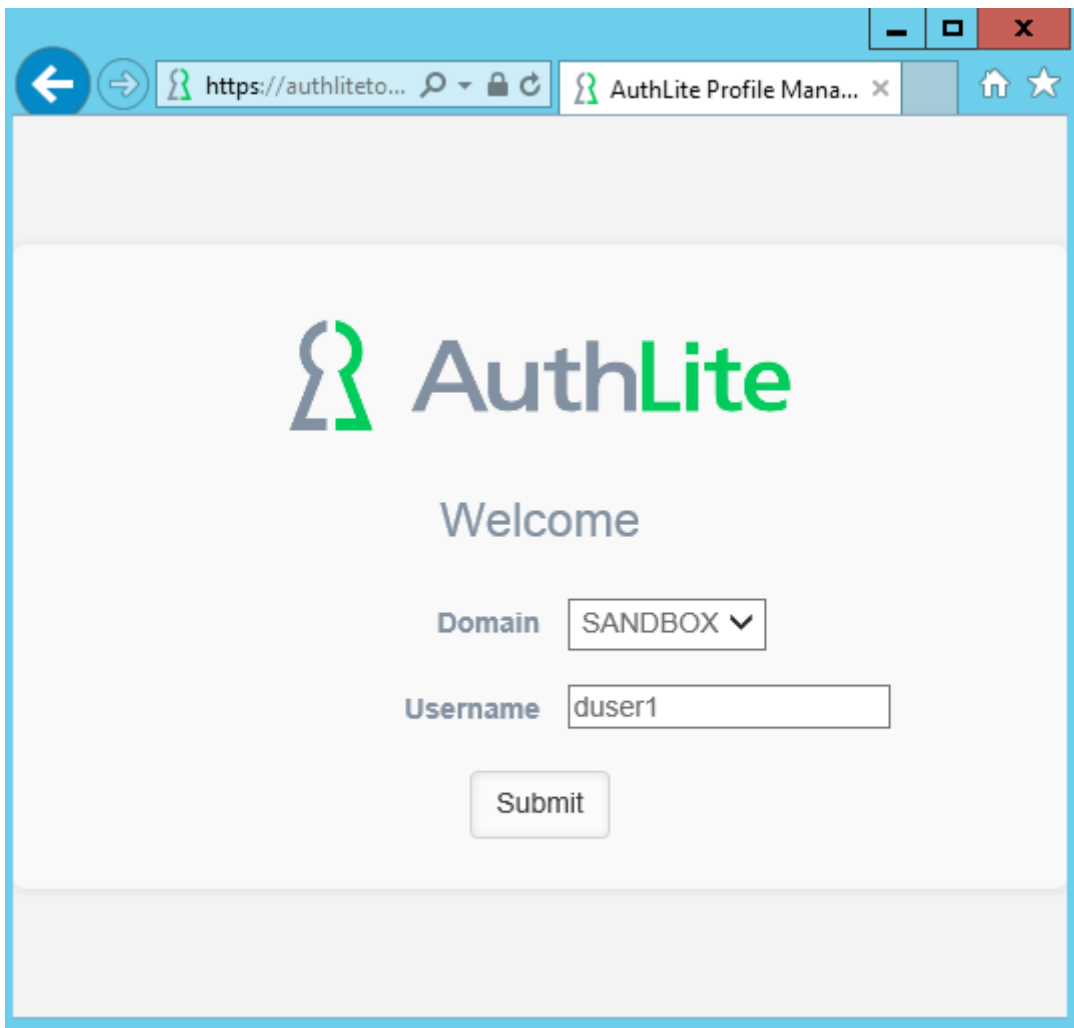 https://authliteto...
AuthLite Profile Mana...
AuthLite
Welcome
Domain SANDBOX
Username duser1
Submit